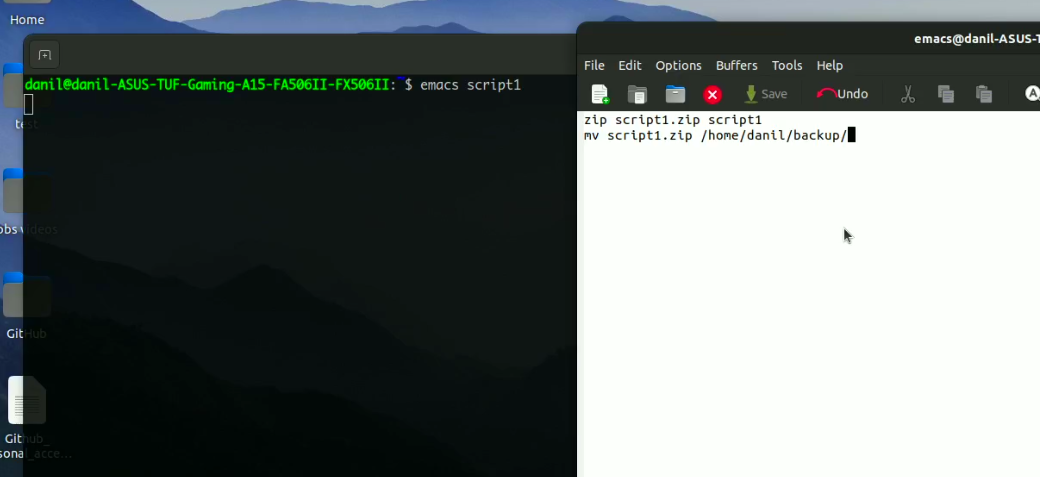 Home
emacs@danil-ASUS-T
File Edit Options Buffers Tools Help
Save Undo
danil@danil-ASUS-TUF-Gaming-A15-FA506II-FX506II:~$ emacs script1
zip script1.zip script1
mv script1.zip /home/danil/backup/
test
obs videos
GitHub
Github_
sonal_acce...